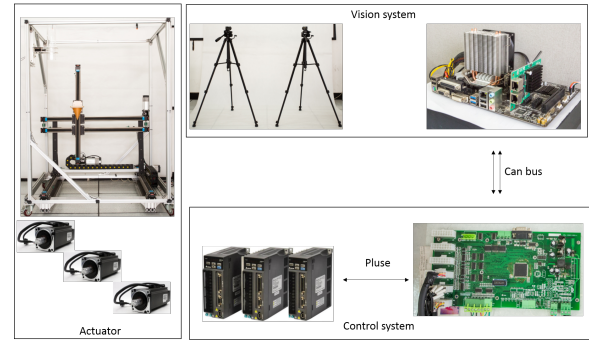 Vision system
Can bus
Pluse
Control system
Actuator